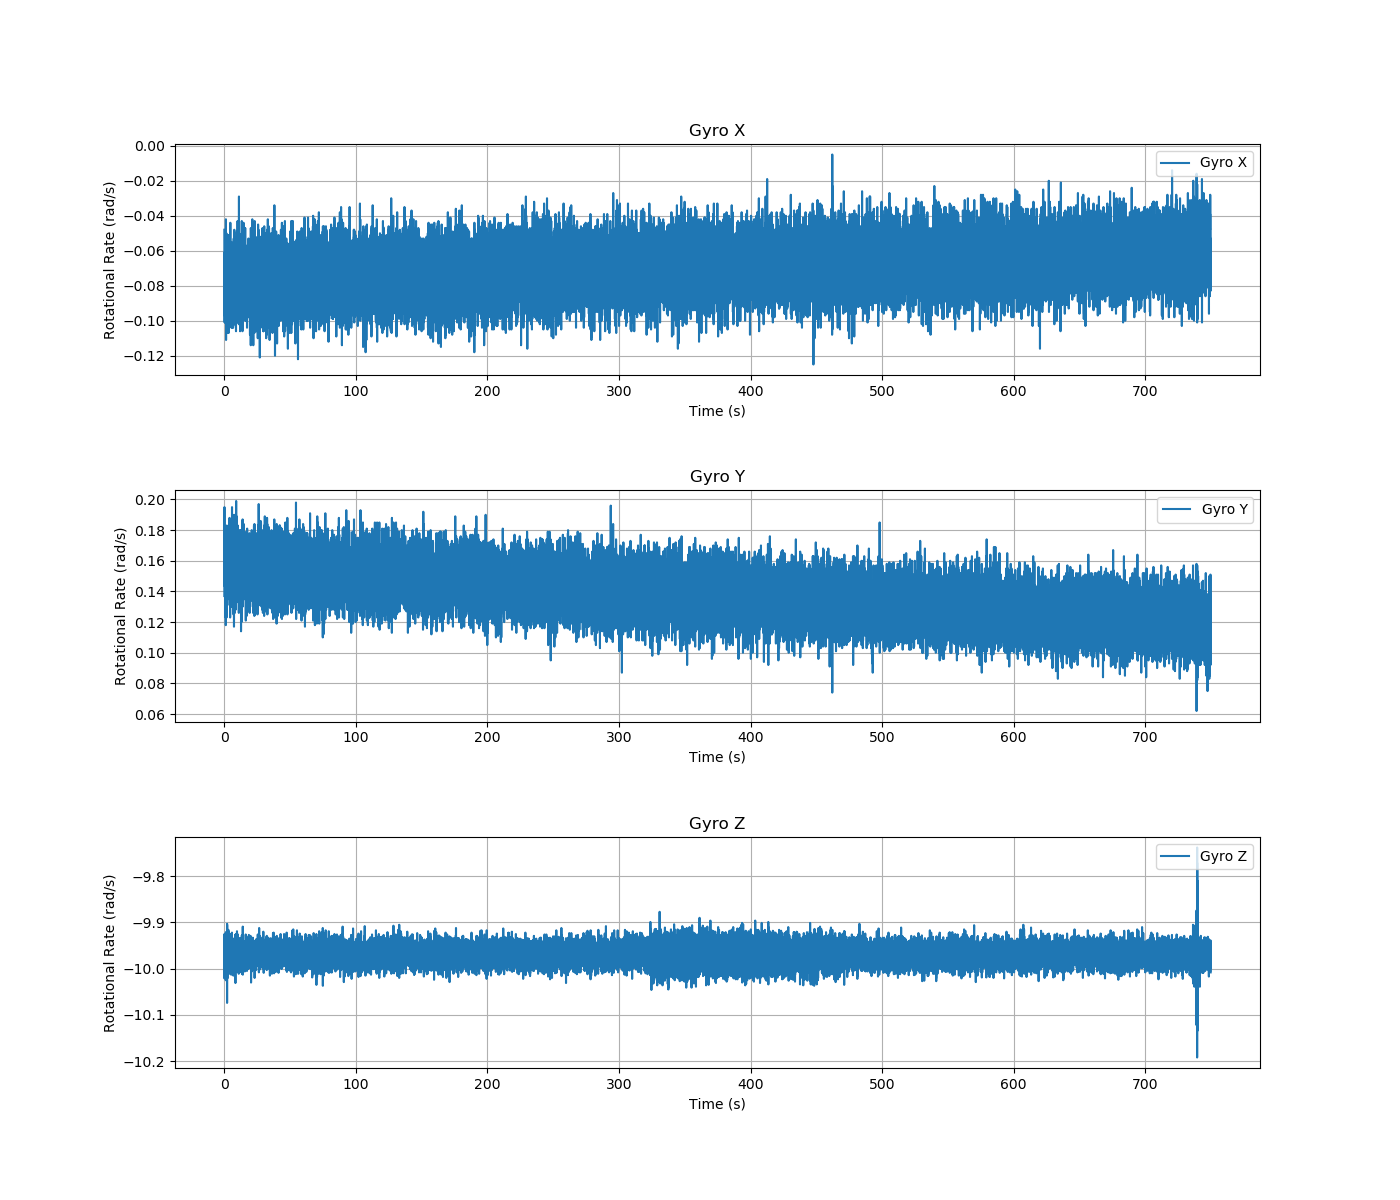 Gyro X
0.00
−0.02
−0.04
−0.06
−0.08
−0.10
−0.12
Rotational Rate (rad/s)
Gyro X
0 100 200 300 400 500 600 700
Time (s)
Gyro Y
0.20
0.18
0.16
0.14
0.12
0.10
0.08
0.06
Rotational Rate (rad/s)
Gyro Y
0 100 200 300 400 500 600 700
Time (s)
Gyro Z
−9.8
−9.9
−10.0
−10.1
−10.2
Rotational Rate (rad/s)
Gyro Z
0 100 200 300 400 500 600 700
Time (s)